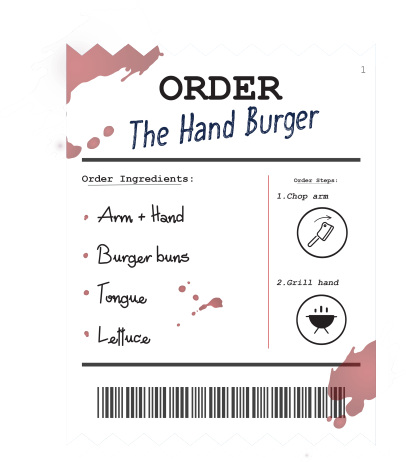 1
ORDER
The Hand Burger
Order Ingredients:
Arm + Hand
Burger buns
Tongue
Lettuce
Order Steps:
1.Chop arm
2.Grill hand